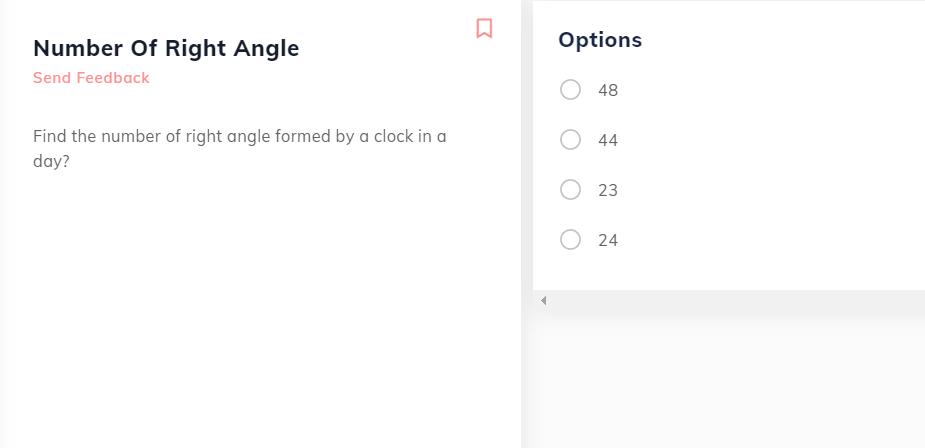 Number Of Right Angle
Send Feedback
Find the number of right angle formed by a clock in a
day?
Options
48
44
23
24